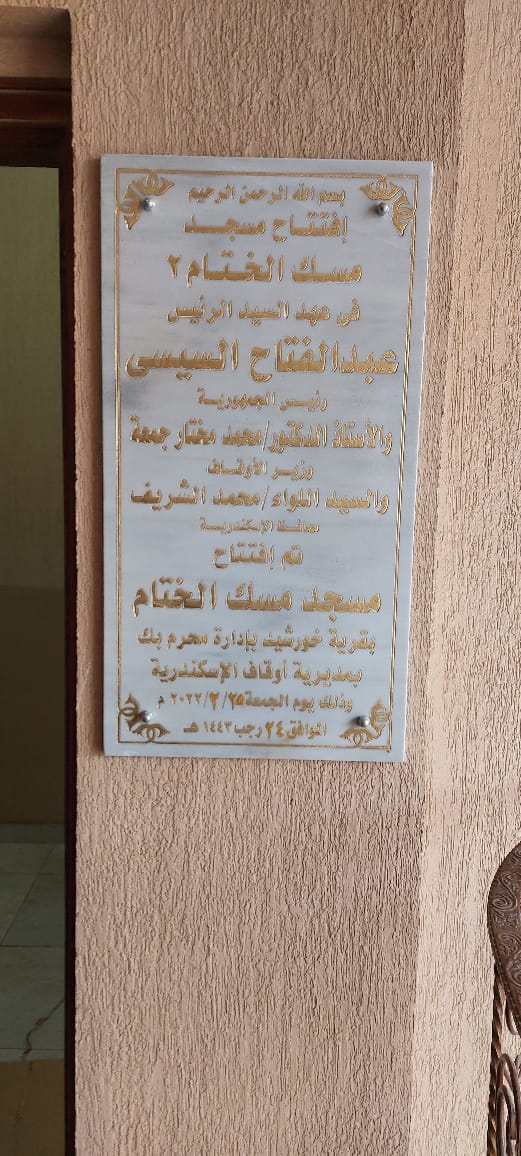 بسم الله الرحمن الرحيم
إفتتاح مسجد
مسك الختام ٢
في عهد السيد الرئيس
عبدالفتاح السيسى
رئيس الجمهورية
والأستاذ الدكتور/محمد مختار جمعة
وزير الأوقاف
والسيد اللواء/محمد الشريف
محافظ الإسكندرية
تم إفتتاح
مسجد مسك الختام
بقرية خورشيد بإدارة محرم بك
بمديرية أوقاف الإسكندرية
وذلك يوم الجمعة ٢٥/٢/٢٠٢٢ م
الموافق ٢٤ رجب ١٤٤٣ هـ